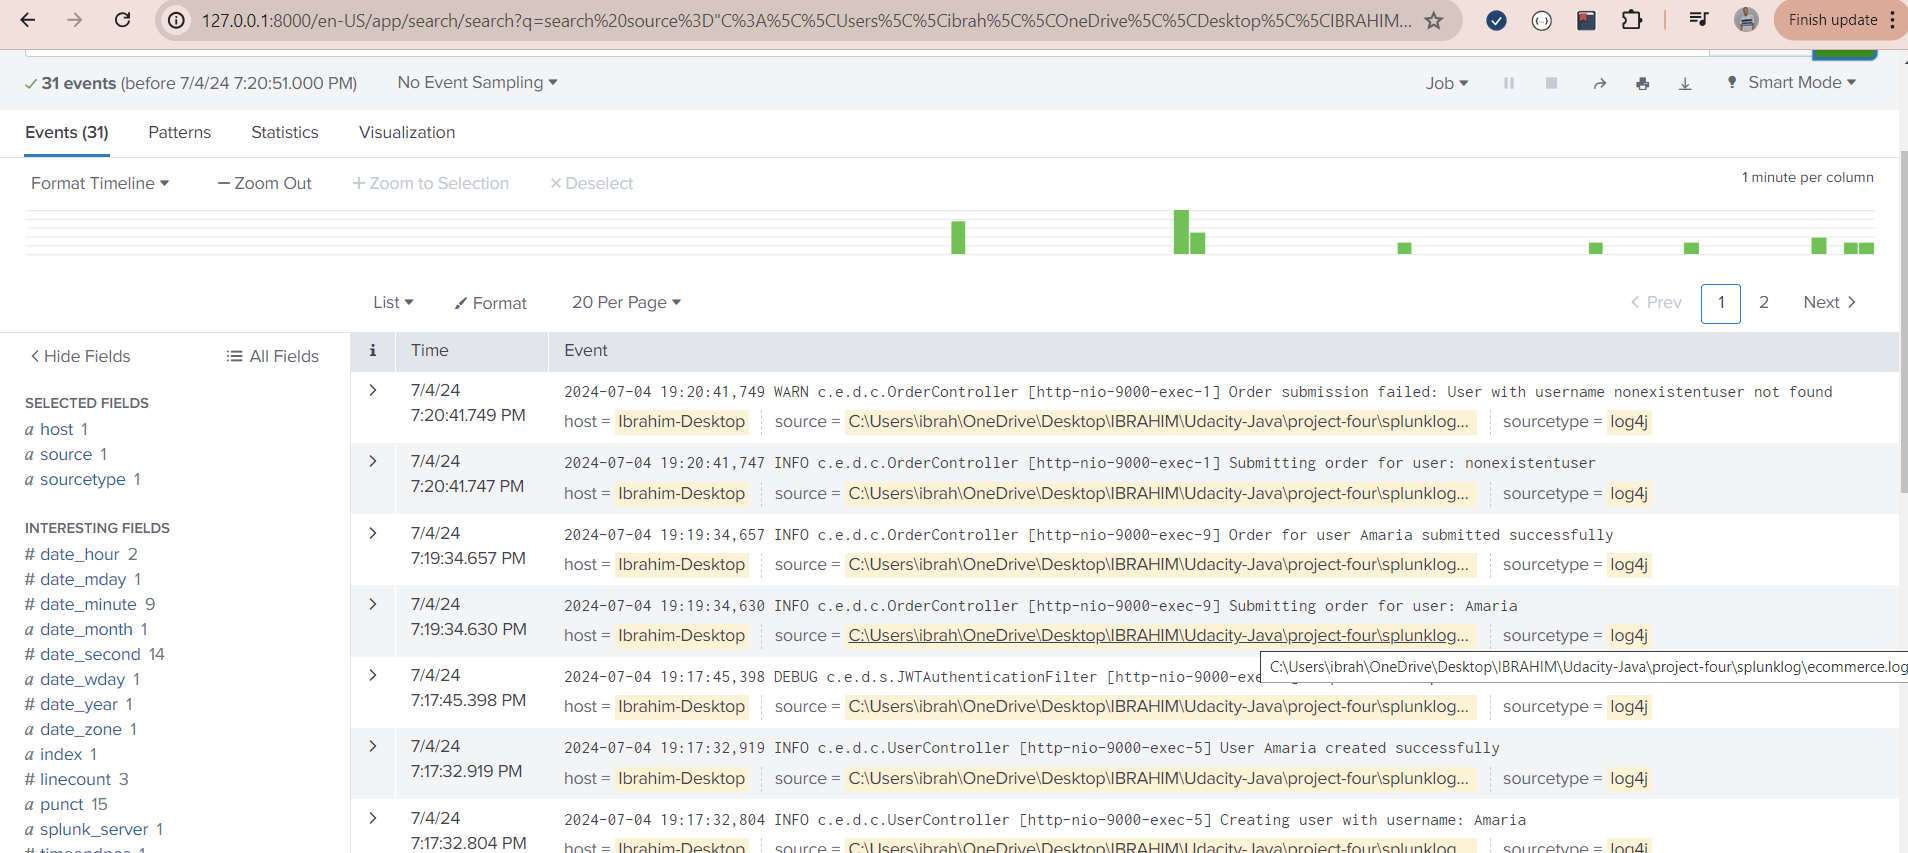 127.0.0.1:8000/en-US/app/search/search?q=search%20source%3D"C%3A%5C%5CUsers%5C%5Cibrah%5C%5COneDrive%5C%5CDesktop%5C%5CIBRAHIM...
Finish update
31 events (before 7/4/24 7:20:51.000 PM)
No Event Sampling
Job
Smart Mode
Events (31)
Patterns
Statistics
Visualization
Format Timeline
— Zoom Out
+ Zoom to Selection
× Deselect
1 minute per column
List
Format
20 Per Page
< Prev
1
2
Next >
< Hide Fields
All Fields
i
Time
Event
SELECTED FIELDS
a host 1
a source 1
a sourcetype 1
INTERESTING FIELDS
# date_hour 2
# date_mday 1
# date_minute 9
a date_month 1
# date_second 14
a date_wday 1
# date_year 1
a date_zone 1
a index 1
# linecount 3
a punct 15
a splunk_server 1
7/4/24
7:20:41.749 PM
2024-07-04 19:20:41,749 WARN c.e.d.c.OrderController [http-nio-9000-exec-1] Order submission failed: User with username nonexistentuser not found
host = Ibrahim-Desktop source = C:\Users\ibrah\OneDrive\Desktop\IBRAHIM\Udacity-Java\project-four\splunklog... sourcetype = log4j
7/4/24
7:20:41.747 PM
2024-07-04 19:20:41,747 INFO c.e.d.c.OrderController [http-nio-9000-exec-1] Submitting order for user: nonexistentuser
host = Ibrahim-Desktop source = C:\Users\ibrah\OneDrive\Desktop\IBRAHIM\Udacity-Java\project-four\splunklog... sourcetype = log4j
7/4/24
7:19:34.657 PM
2024-07-04 19:19:34,657 INFO c.e.d.c.OrderController [http-nio-9000-exec-9] Order for user Amaria submitted successfully
host = Ibrahim-Desktop source = C:\Users\ibrah\OneDrive\Desktop\IBRAHIM\Udacity-Java\project-four\splunklog... sourcetype = log4j
7/4/24
7:19:34.630 PM
2024-07-04 19:19:34,630 INFO c.e.d.c.OrderController [http-nio-9000-exec-9] Submitting order for user: Amaria
host = Ibrahim-Desktop source = C:\Users\ibrah\OneDrive\Desktop\IBRAHIM\Udacity-Java\project-four\splunklog... sourcetype = log4j
C:\Users\ibrah\OneDrive\Desktop\IBRAHIM\Udacity-Java\project-four\splunklog\ecommerce.log
7/4/24
7:17:45.398 PM
2024-07-04 19:17:45,398 DEBUG c.e.d.s.JWTAuthenticationFilter [http-nio-9000-exe
host = Ibrahim-Desktop source = C:\Users\ibrah\OneDrive\Desktop\IBRAHIM\Udacity-Java\project-four\splunklog... sourcetype = log4j
7/4/24
7:17:32.919 PM
2024-07-04 19:17:32,919 INFO c.e.d.c.UserController [http-nio-9000-exec-5] User Amaria created successfully
host = Ibrahim-Desktop source = C:\Users\ibrah\OneDrive\Desktop\IBRAHIM\Udacity-Java\project-four\splunklog... sourcetype = log4j
7/4/24
7:17:32.804 PM
2024-07-04 19:17:32,804 INFO c.e.d.c.UserController [http-nio-9000-exec-5] Creating user with username: Amaria
host = Ibrahim-Desktop source = C:\Users\ibrah\OneDrive\Desktop\IBRAHIM\Udacity-Java\project-four\splunklog... sourcetype = log4j